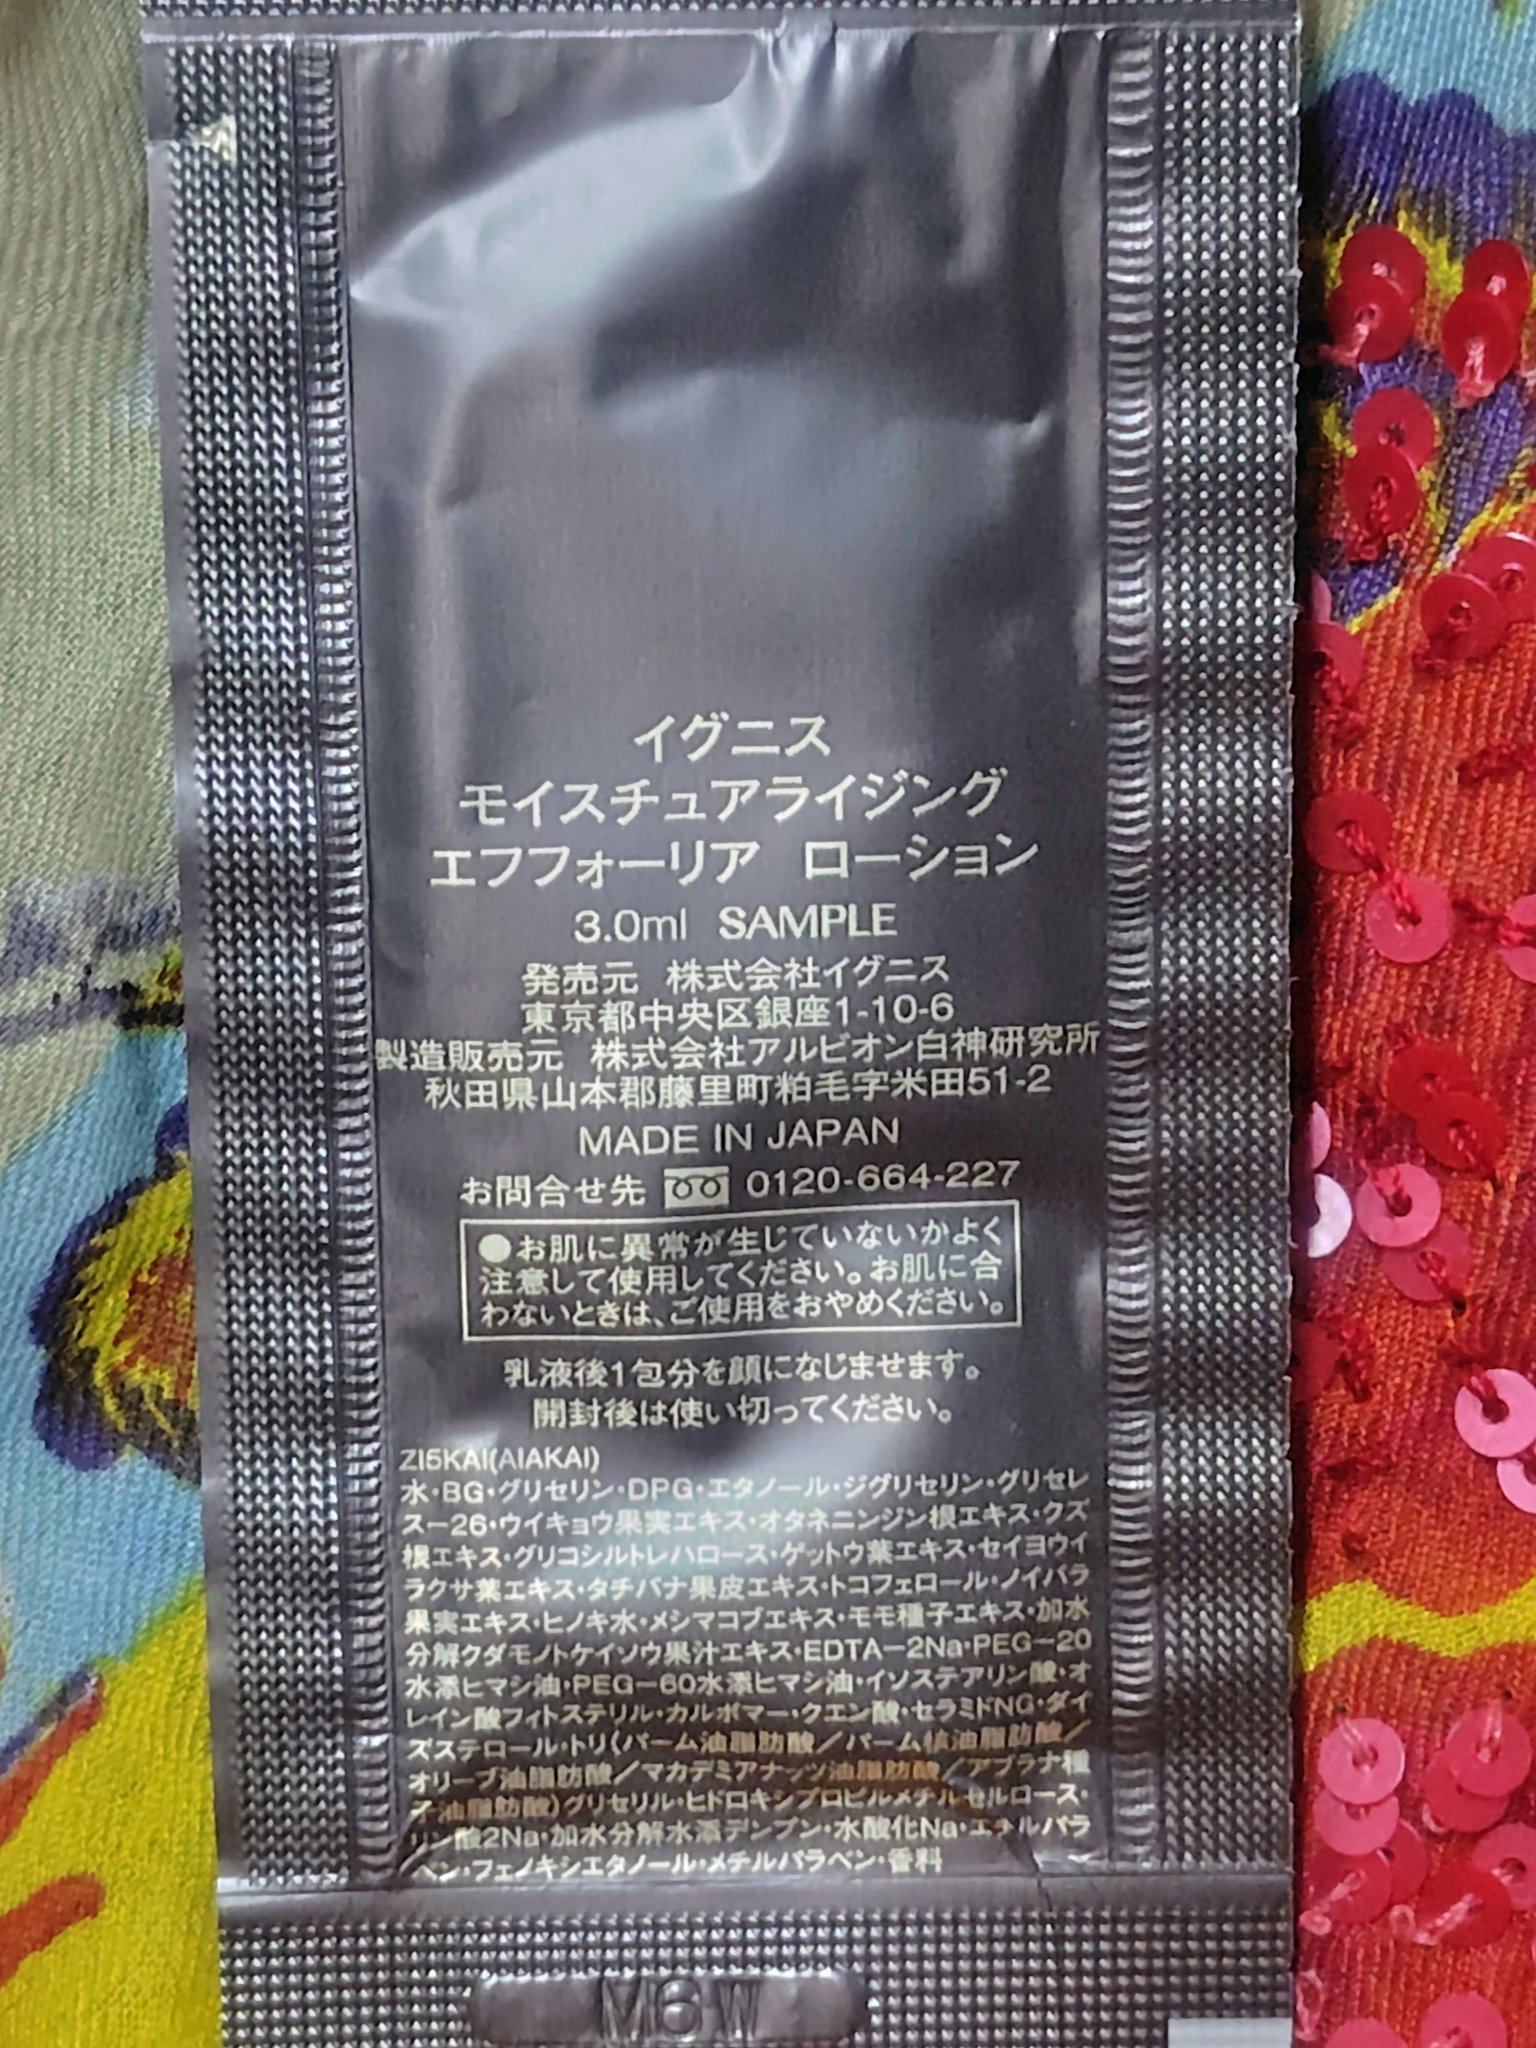 イグニス
モイスチュアライジング
エフフォーリア ローション
3.0ml SAMPLE
発売元 株式会社イグニス
東京都中央区銀座1-10-6
製造販売元 株式会社アルビオン白神研究所
秋田県山本郡藤里町粕毛字米田51-2
MADE IN JAPAN
お問合せ先 0120-664-227
●お肌に異常が生じていないかよく
注意して使用してください。お肌に合
わないときは、ご使用をおやめください。
乳液後1包分を顔になじませます。
開封後は使い切ってください。
ZI5KAI(AIAKAI)
水・BG・グリセリン・DPG・エタノール・ジグリセリン・グリセレ
ス－26・ウイキョウ果実エキス・オタネニンジン根エキス・クズ
根エキス・グリコシルトレハロース・ゲットウ葉エキス・セイヨウイ
ラクサ葉エキス・タチバナ果皮エキス・トコフェロール・ノイバラ
果実エキス・ヒノキ水・メシマコブエキス・モモ種子エキス・加水
分解クダモノトケイソウ果汁エキス・EDTA－2Na・PEG－20
水添ヒマシ油・PEG－60水添ヒマシ油・イソステアリン酸・オ
レイン酸フィトステリル・カルボマー・クエン酸・セラミドNG・ダイ
ズステロール・トリ(パーム油脂肪酸／パーム核油脂肪酸／
オリーブ油脂肪酸／マカデミアナッツ油脂肪酸／アブラナ種
子油脂肪酸)グリセリル・ヒドロキシプロピルメチルセルロース・
リン酸2Na・加水分解水添デンプン・水酸化Na・エチルパラ
ベン・フェノキシエタノール・メチルパラベン・香料
M6W